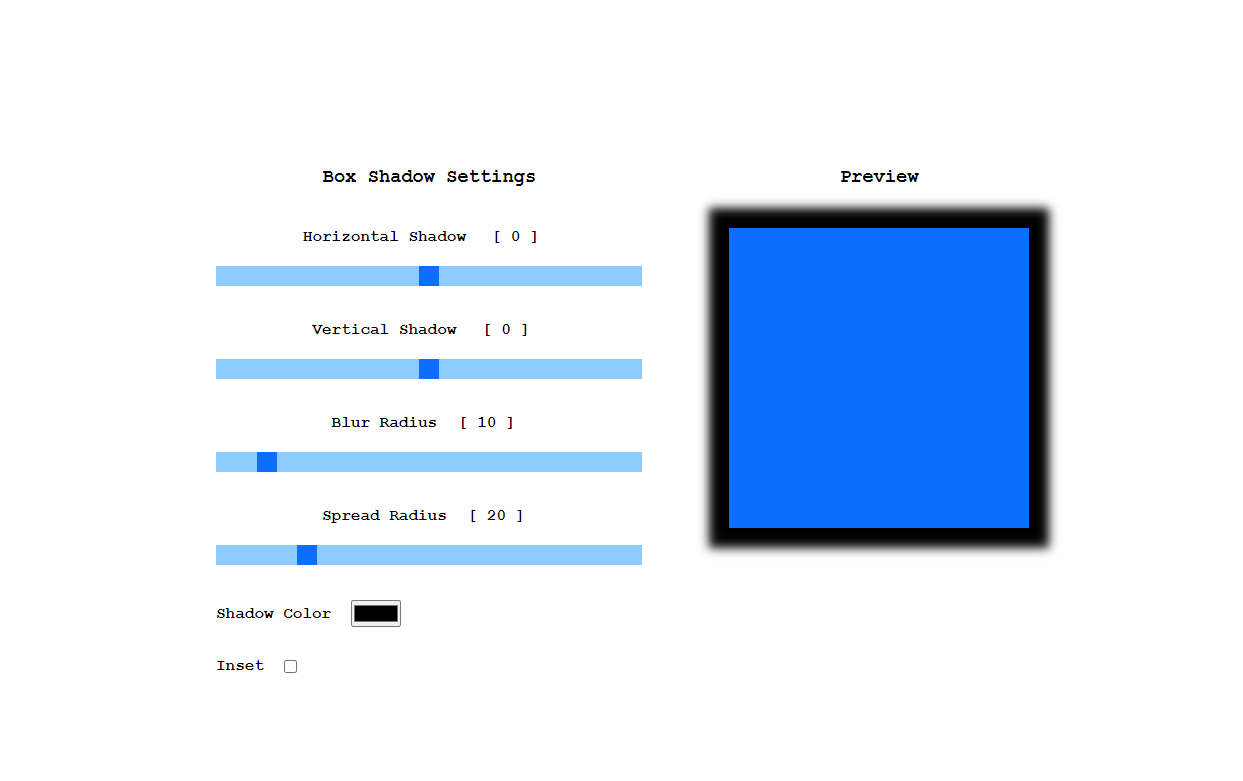 Box Shadow Settings
Horizontal Shadow [ 0 ]
Vertical Shadow [ 0 ]
Blur Radius [ 10 ]
Spread Radius [ 20 ]
Shadow Color
Inset
Preview